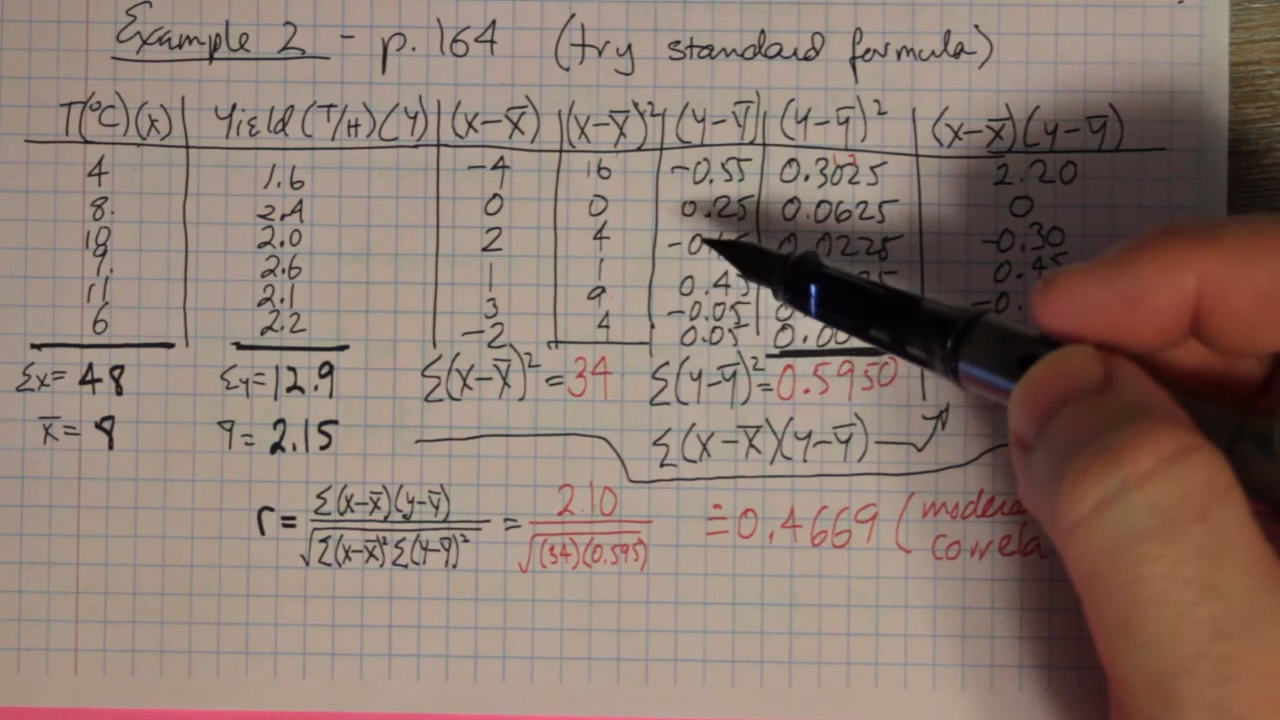 Example 2 - p. 164 (try standard formula)
T(°C)(x) Yield (T/H)(y) (x-x̄) (x-x̄)² (y-ȳ) (y-ȳ)² (x-x̄)(y-ȳ)
4 1.6 -4 16 -0.55 0.3025 2.20
8. 2.4 0 0 0.25 0.0625 0
10 2.0 2 4 0.0225 -0.30
9. 2.6 1 1 0.45
11 2.1 3 9 -0.05
6 2.2 -2 4 0.05
Σx = 48 Σy = 12.9 Σ(x-x̄)² = 34 Σ(y-ȳ)² = 0.5950
x̄ = 8 ȳ = 2.15 Σ(x-x̄)(y-ȳ)
r = Σ(x-x̄)(y-ȳ) / √Σ(x-x̄)²Σ(y-ȳ)² = 2.10 / √(34)(0.595) ≐ 0.4669 (